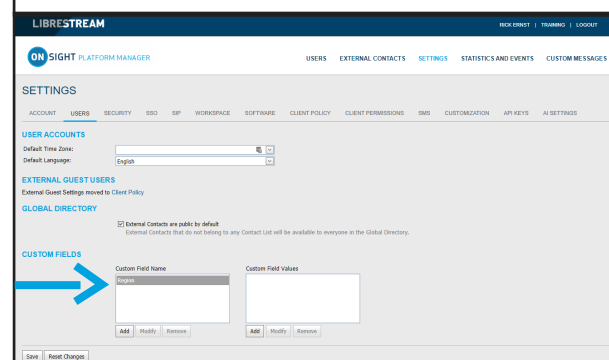 LIBRESTREAM
RICK ERNST | TRAINING | LOGOUT
ON SIGHT PLATFORM MANAGER
USERS EXTERNAL CONTACTS SETTINGS STATISTICS AND EVENTS CUSTOM MESSAGES
SETTINGS
ACCOUNT USERS SECURITY SSO SIP WORKSPACE SOFTWARE CLIENT POLICY CLIENT PERMISSIONS SMS CUSTOMIZATION API KEYS AI SETTINGS
USER ACCOUNTS
Default Time Zone:
Default Language: English
EXTERNAL GUEST USERS
External Guest Settings moved to Client Policy
GLOBAL DIRECTORY
External Contacts are public by default
External Contacts that do not belong to any Contact List will be available to everyone in the Global Directory.
CUSTOM FIELDS
Custom Field Name Custom Field Values
Region
Add Modify Remove Add Modify Remove
Save Reset Changes